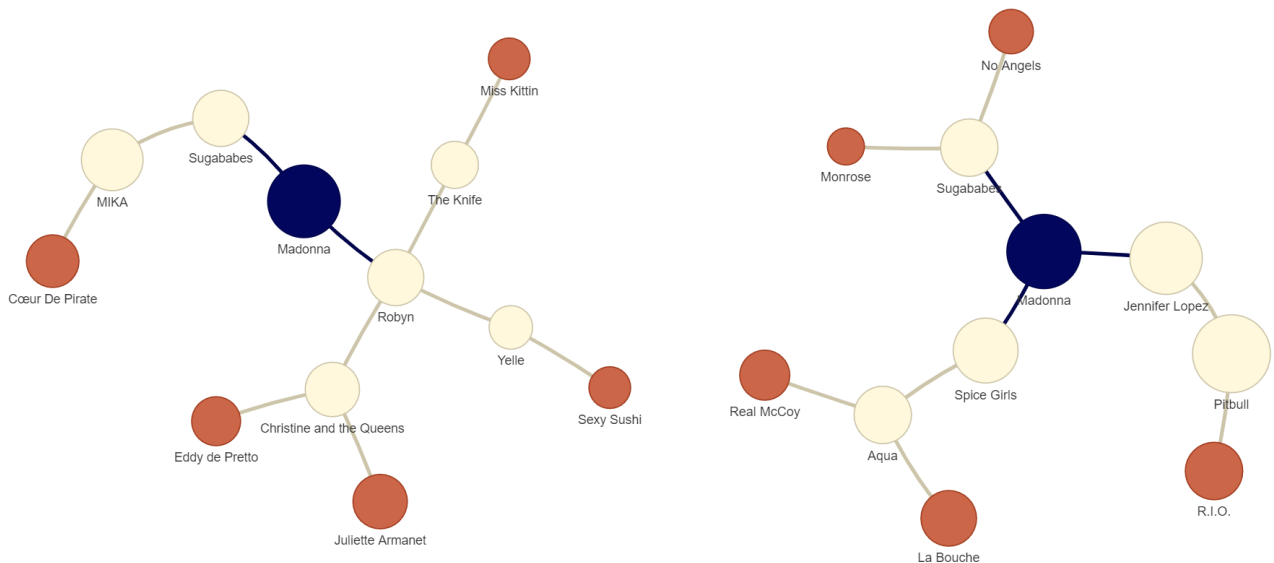 Miss Kittin
Sugababes
MIKA
The Knife
Madonna
Cœur De Pirate
Robyn
Yelle
Christine and the Queens
Sexy Sushi
Eddy de Pretto
Juliette Armanet
No Angels
Monrose
Sugababes
Madonna
Jennifer Lopez
Spice Girls
Pitbull
Real McCoy
Aqua
R.I.O.
La Bouche